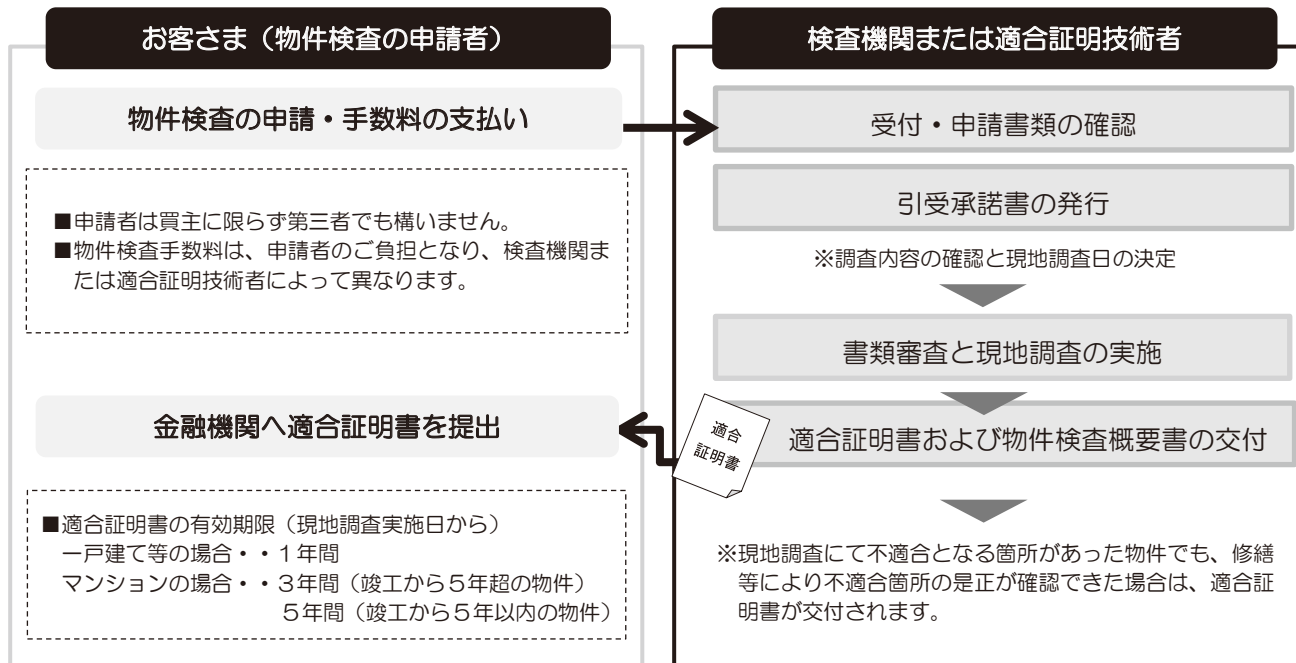 お客さま（物件検査の申請者）
物件検査の申請・手数料の支払い
■申請者は買主に限らず第三者でも構いません。
■物件検査手数料は、申請者のご負担となり、検査機関ま
たは適合証明技術者によって異なります。
金融機関へ適合証明書を提出
■適合証明書の有効期限（現地調査実施日から）
一戸建て等の場合・・１年間
マンションの場合・・３年間（竣工から５年超の物件）
５年間（竣工から５年以内の物件）
検査機関または適合証明技術者
受付・申請書類の確認
引受承諾書の発行
※調査内容の確認と現地調査日の決定
書類審査と現地調査の実施
適合
証明書
適合証明書および物件検査概要書の交付
※現地調査にて不適合となる箇所があった物件でも、修繕
等により不適合箇所の是正が確認できた場合は、適合証
明書が交付されます。